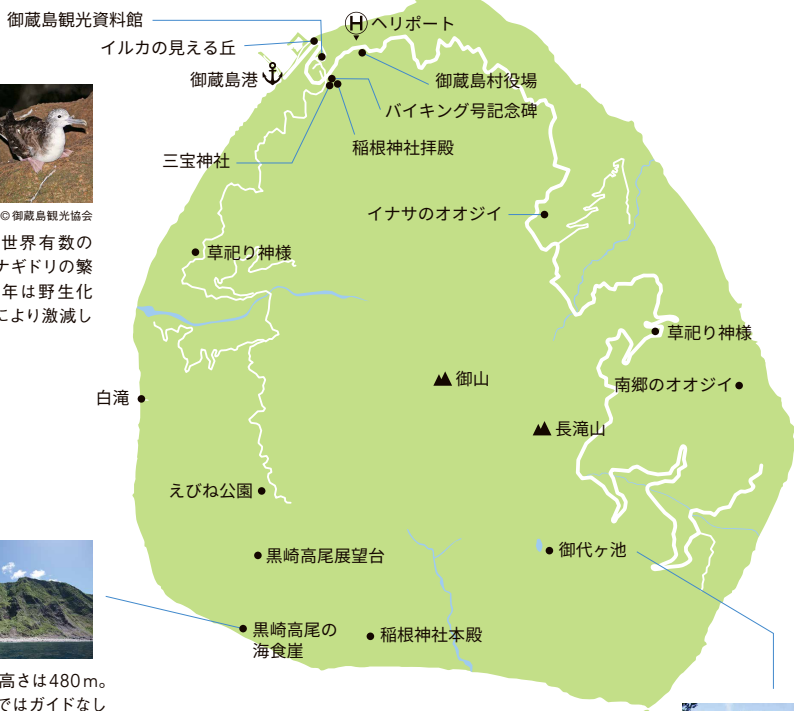 御蔵島観光資料館
イルカの見える丘
御蔵島港
Ⓗヘリポート
御蔵島村役場
バイキング号記念碑
稲根神社拝殿
三宝神社
©御蔵島観光協会
世界有数の
ナギドリの繁
年は野生化
により激減し
イナサのオオジイ
草祀り神様
草祀り神様
南郷のオオジイ
御山
長滝山
白滝
えびね公園
黒崎高尾展望台
御代ヶ池
黒崎高尾の
海食崖
稲根神社本殿
高さは480m。
ではガイドなし